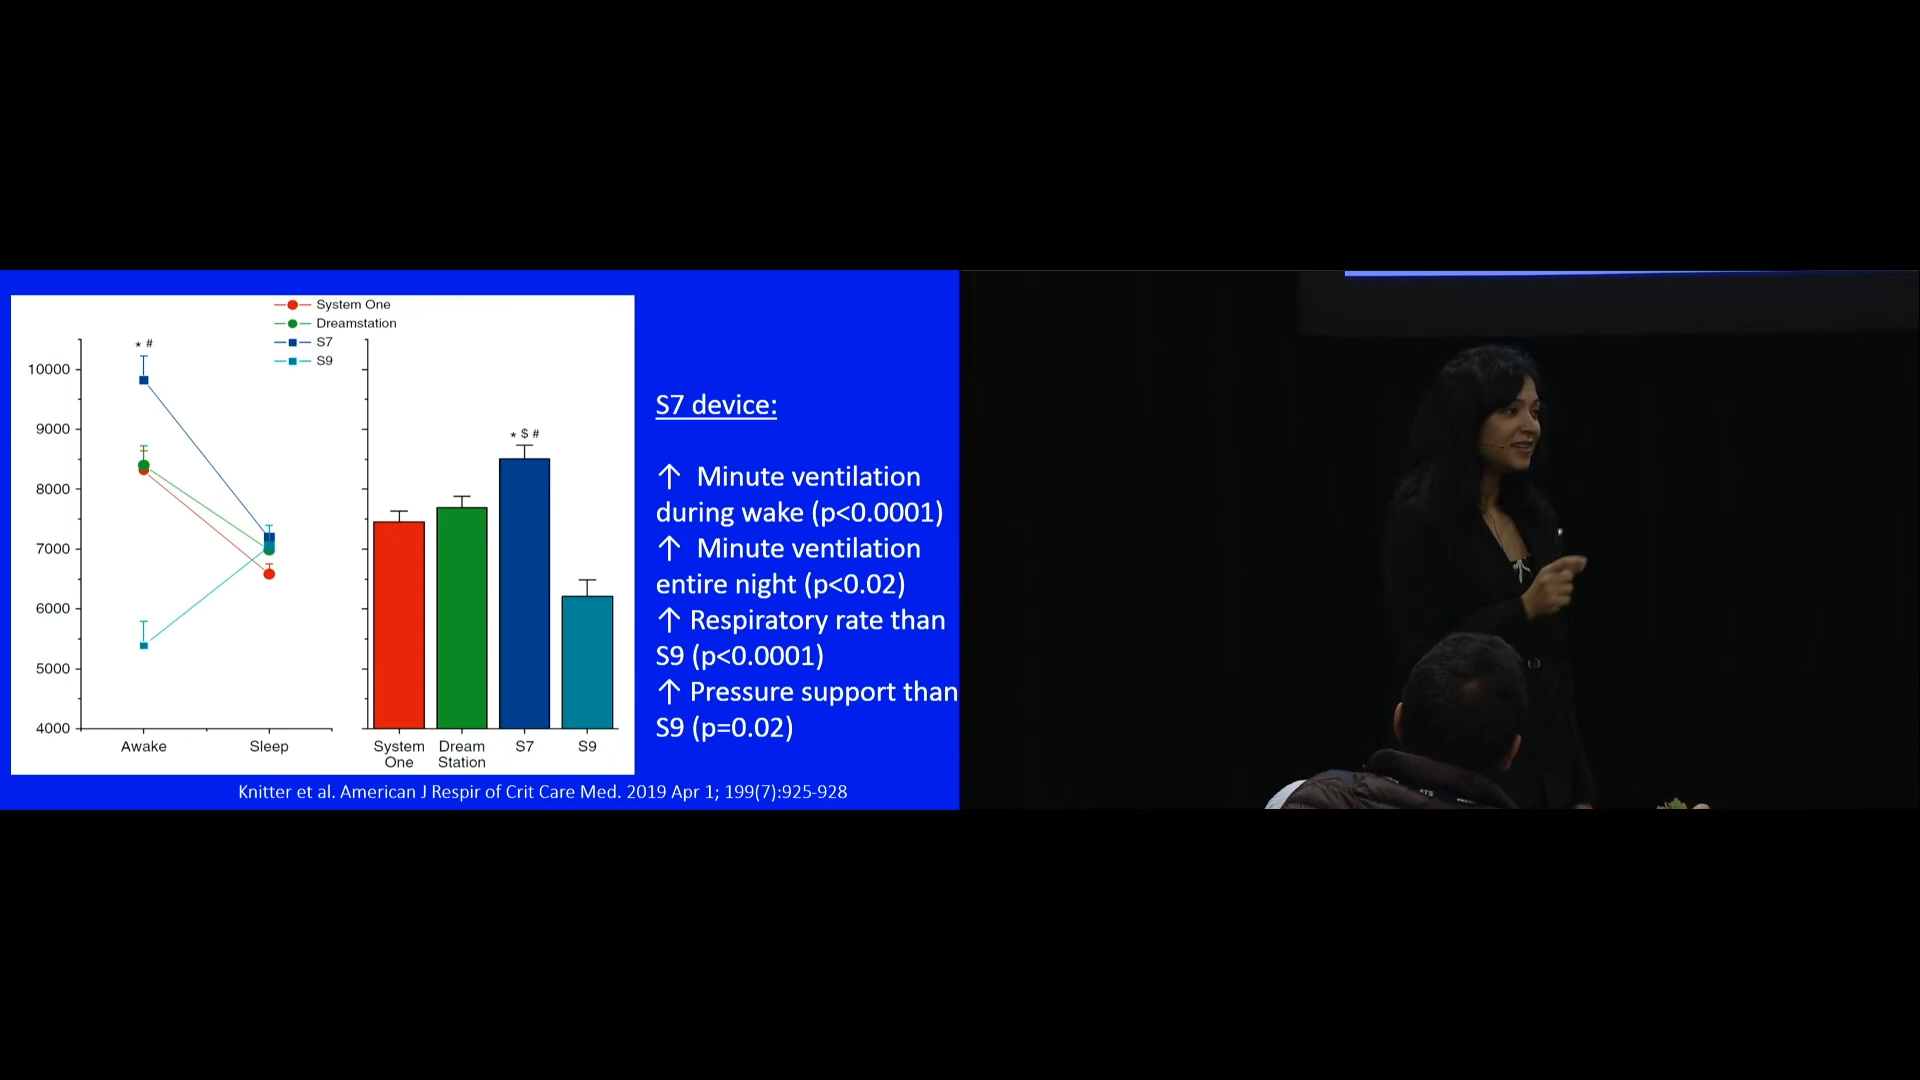 System One
Dreamstation
S7
S9
* #
10000
9000
8000
7000
6000
5000
4000
Awake
Sleep
* $ #
System One
Dream Station
S7
S9
S7 device:
↑ Minute ventilation
during wake (p<0.0001)
↑ Minute ventilation
entire night (p<0.02)
↑ Respiratory rate than
S9 (p<0.0001)
↑ Pressure support than
S9 (p=0.02)
Knitter et al. American J Respir of Crit Care Med. 2019 Apr 1; 199(7):925-928